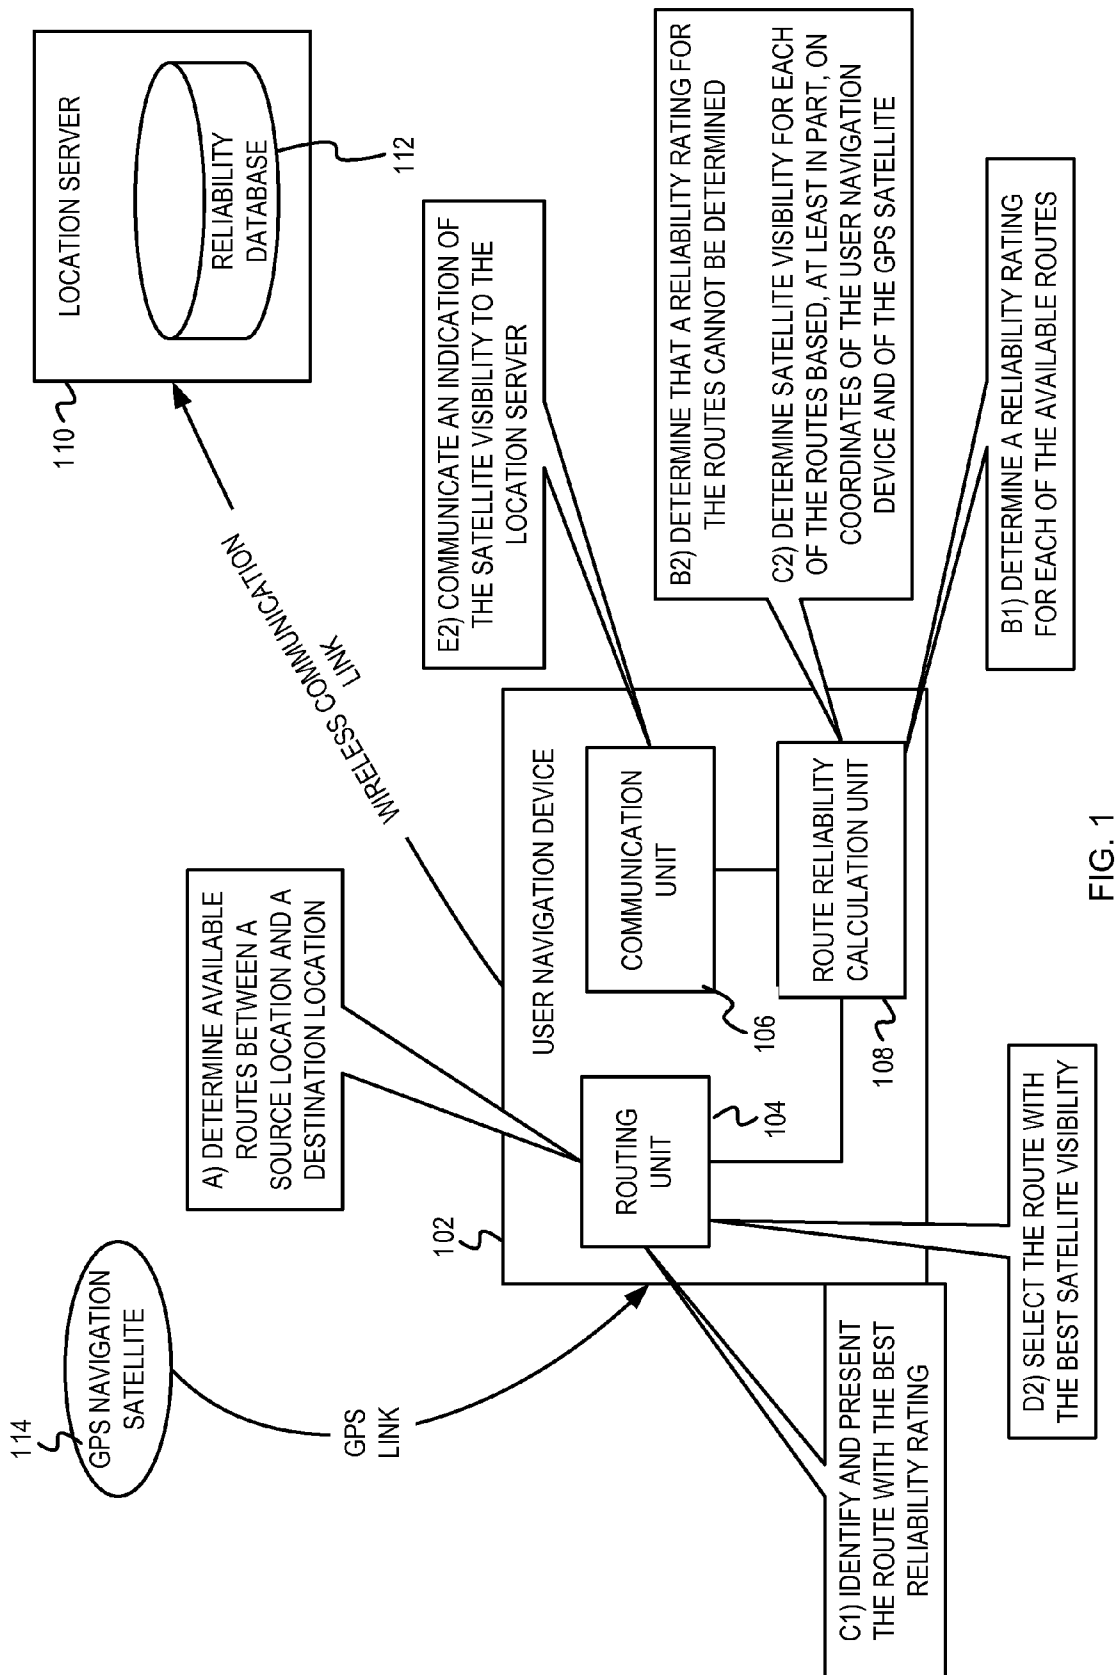 114
GPS NAVIGATION
SATELLITE
GPS
LINK
A) DETERMINE AVAILABLE
ROUTES BETWEEN A
SOURCE LOCATION AND A
DESTINATION LOCATION
WIRELESS COMMUNICATION
LINK
110
LOCATION SERVER
RELIABILITY
DATABASE
112
102
USER NAVIGATION DEVICE
ROUTING
UNIT
104
COMMUNICATION
UNIT
106
ROUTE RELIABILITY
CALCULATION UNIT
108
E2) COMMUNICATE AN INDICATION OF
THE SATELLITE VISIBILITY TO THE
LOCATION SERVER
B2) DETERMINE THAT A RELIABILITY RATING FOR
THE ROUTES CANNOT BE DETERMINED
C2) DETERMINE SATELLITE VISIBILITY FOR EACH
OF THE ROUTES BASED, AT LEAST IN PART, ON
COORDINATES OF THE USER NAVIGATION
DEVICE AND OF THE GPS SATELLITE
B1) DETERMINE A RELIABILITY RATING
FOR EACH OF THE AVAILABLE ROUTES
C1) IDENTIFY AND PRESENT
THE ROUTE WITH THE BEST
RELIABILITY RATING
D2) SELECT THE ROUTE WITH
THE BEST SATELLITE VISIBILITY
FIG. 1